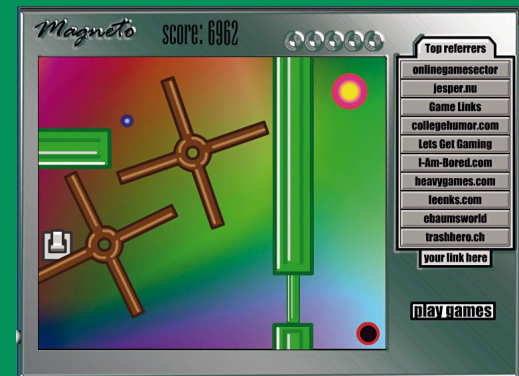 Magneto
score: 6962
Top referrers
onlinegamesector
jesper.nu
Game Links
collegehumor.com
Lets Get Gaming
I-Am-Bored.com
heavygames.com
leenks.com
ebaumsworld
trashhero.ch
your link here
play games